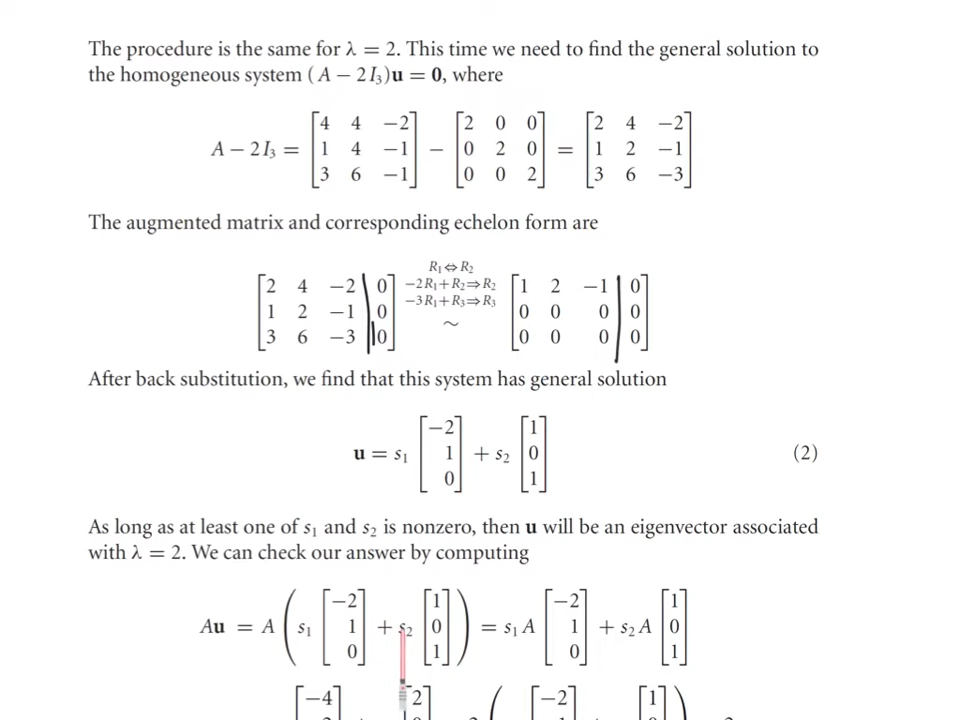 The procedure is the same for λ = 2. This time we need to find the general solution to
the homogeneous system (A − 2I₃)u = 0, where
A − 2I₃ = [4 4 −2; 1 4 −1; 3 6 −1] − [2 0 0; 0 2 0; 0 0 2] = [2 4 −2; 1 2 −1; 3 6 −3]
The augmented matrix and corresponding echelon form are
[2 4 −2 | 0; 1 2 −1 | 0; 3 6 −3 | 0] R₁⇔R₂ −2R₁+R₂⇒R₂ −3R₁+R₃⇒R₃ ∼ [1 2 −1 | 0; 0 0 0 | 0; 0 0 0 | 0]
After back substitution, we find that this system has general solution
u = s₁ [−2; 1; 0] + s₂ [1; 0; 1] (2)
As long as at least one of s₁ and s₂ is nonzero, then u will be an eigenvector associated
with λ = 2. We can check our answer by computing
Au = A (s₁ [−2; 1; 0] + s₂ [1; 0; 1]) = s₁A [−2; 1; 0] + s₂A [1; 0; 1]
[−4] [2] ( [−2] [1] )